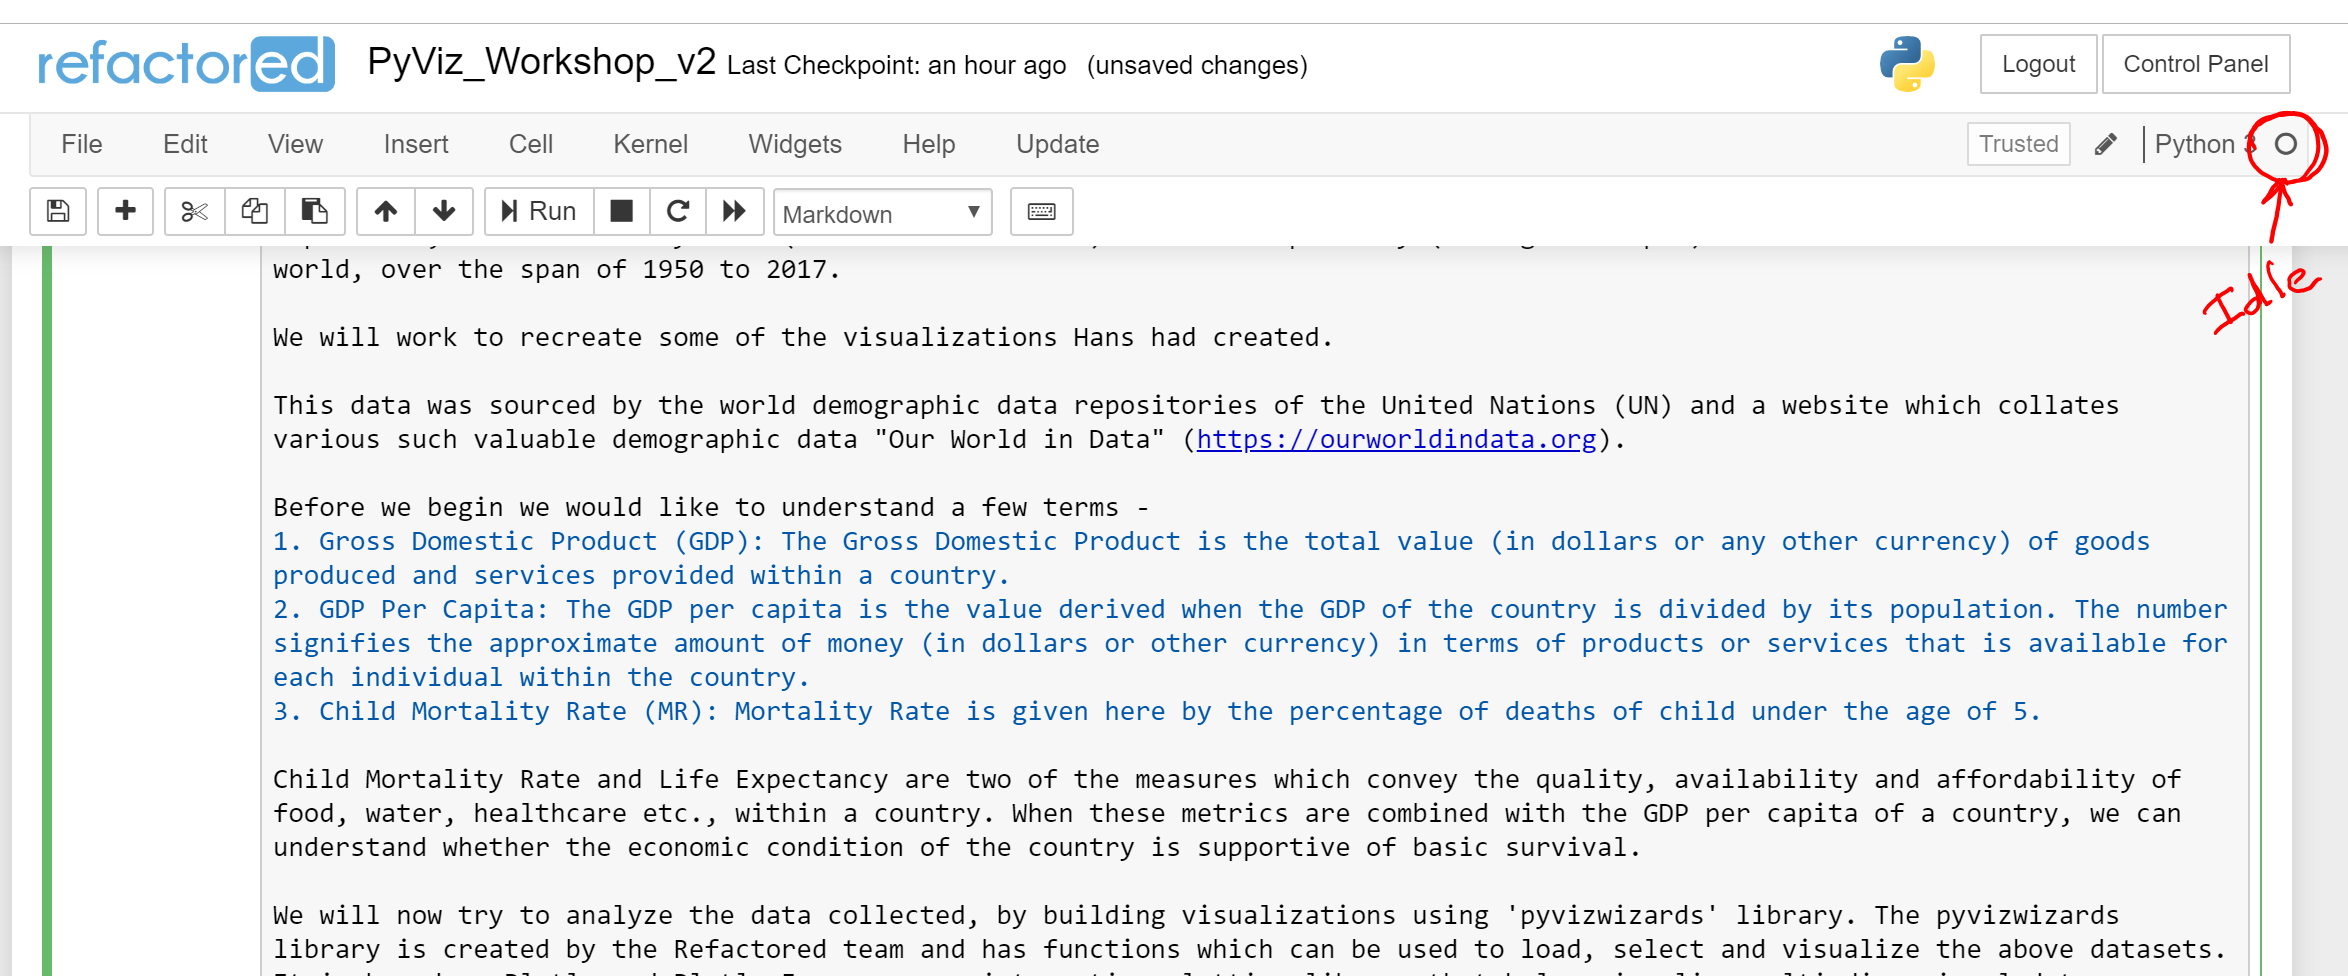 refactored PyViz_Workshop_v2 Last Checkpoint: an hour ago (unsaved changes) Logout Control Panel
File Edit View Insert Cell Kernel Widgets Help Update Trusted Python 3
Run Markdown
Idle
world, over the span of 1950 to 2017.
We will work to recreate some of the visualizations Hans had created.
This data was sourced by the world demographic data repositories of the United Nations (UN) and a website which collates
various such valuable demographic data "Our World in Data" (https://ourworldindata.org).
Before we begin we would like to understand a few terms -
1. Gross Domestic Product (GDP): The Gross Domestic Product is the total value (in dollars or any other currency) of goods
produced and services provided within a country.
2. GDP Per Capita: The GDP per capita is the value derived when the GDP of the country is divided by its population. The number
signifies the approximate amount of money (in dollars or other currency) in terms of products or services that is available for
each individual within the country.
3. Child Mortality Rate (MR): Mortality Rate is given here by the percentage of deaths of child under the age of 5.
Child Mortality Rate and Life Expectancy are two of the measures which convey the quality, availability and affordability of
food, water, healthcare etc., within a country. When these metrics are combined with the GDP per capita of a country, we can
understand whether the economic condition of the country is supportive of basic survival.
We will now try to analyze the data collected, by building visualizations using 'pyvizwizards' library. The pyvizwizards
library is created by the Refactored team and has functions which can be used to load, select and visualize the above datasets.